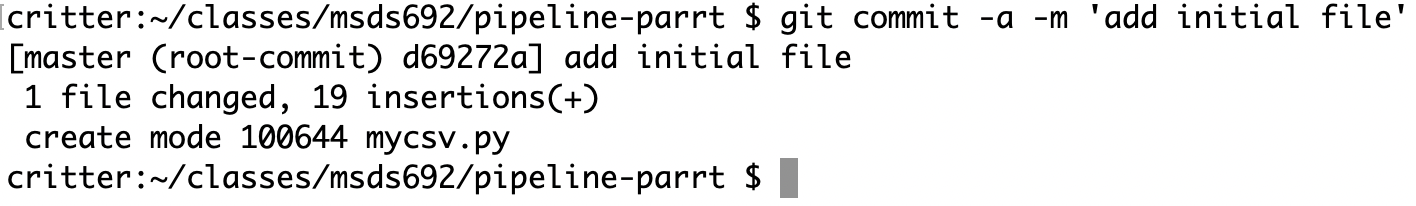 critter:~/classes/msds692/pipeline-parrt $ git commit -a -m 'add initial file'
[master (root-commit) d69272a] add initial file
 1 file changed, 19 insertions(+)
 create mode 100644 mycsv.py
critter:~/classes/msds692/pipeline-parrt $